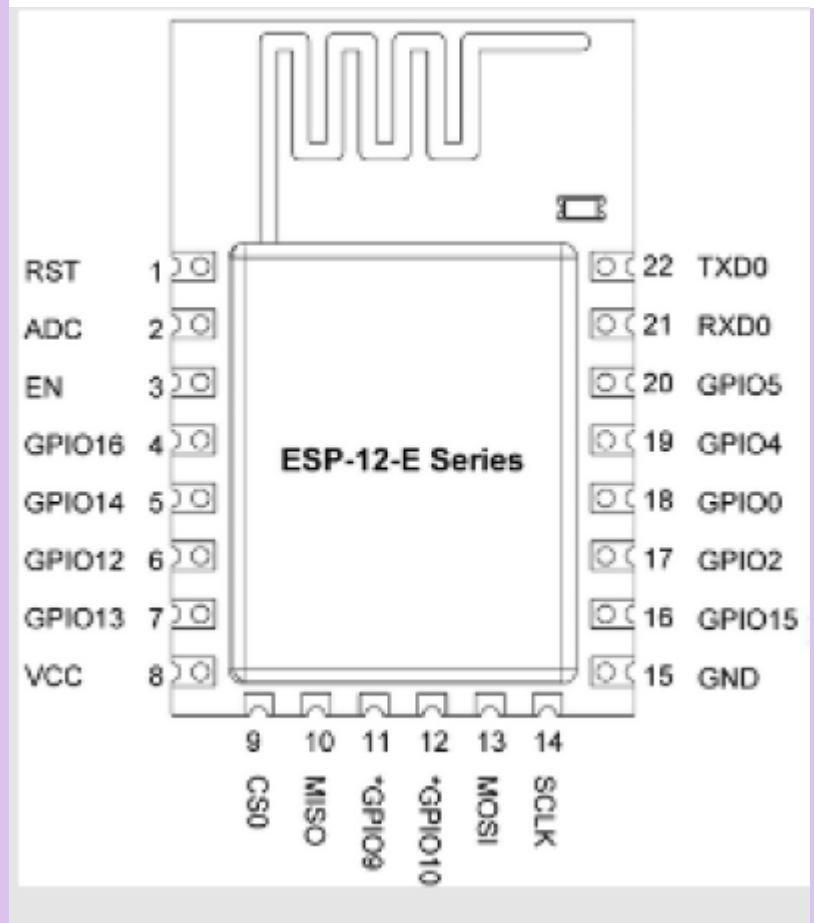 RST 1 22 TXD0
ADC 2 21 RXD0
EN 3 20 GPIO5
GPIO16 4 ESP-12-E Series 19 GPIO4
GPIO14 5 18 GPIO0
GPIO12 6 17 GPIO2
GPIO13 7 16 GPIO15
VCC 8 15 GND
9 10 11 12 13 14
CS0 MISO *GPIO9 *GPIO10 MOSI SCLK